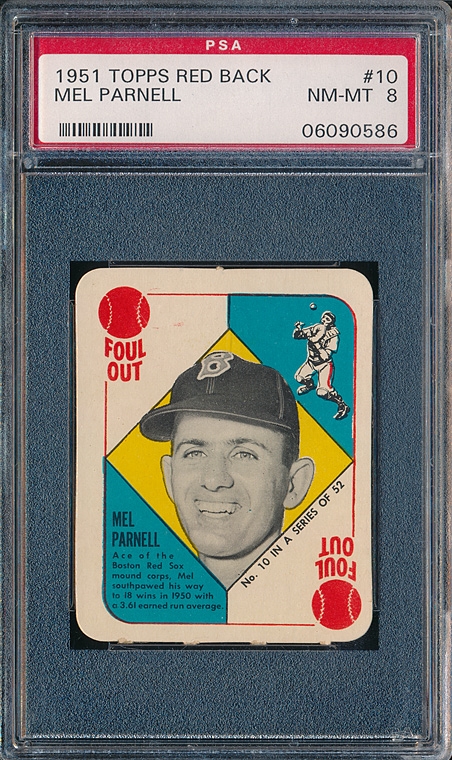 PSA
1951 TOPPS RED BACK #10
MEL PARNELL NM-MT 8
06090586
FOUL
OUT
B
MEL
PARNELL
Ace of the
Boston Red Sox
mound corps, Mel
southpawed his way
to 18 wins in 1950 with
a 3.61 earned run average.
No. 10 IN A SERIES OF 52
FOUL
OUT